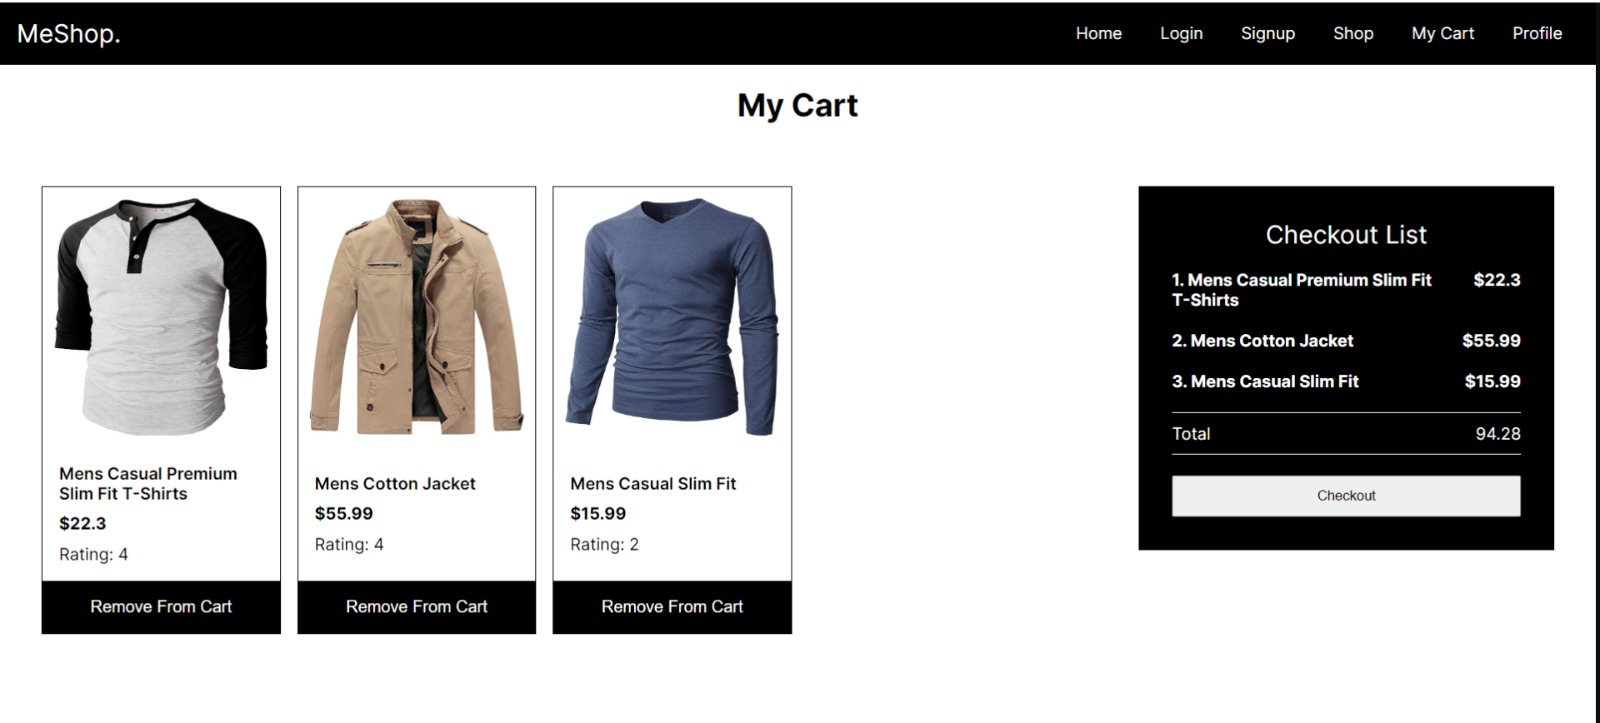 MeShop.
Home
Login
Signup
Shop
My Cart
Profile
My Cart
Mens Casual Premium
Slim Fit T-Shirts
$22.3
Rating: 4
Remove From Cart
Mens Cotton Jacket
$55.99
Rating: 4
Remove From Cart
Mens Casual Slim Fit
$15.99
Rating: 2
Remove From Cart
Checkout List
1. Mens Casual Premium Slim Fit $22.3
T-Shirts
2. Mens Cotton Jacket $55.99
3. Mens Casual Slim Fit $15.99
Total 94.28
Checkout